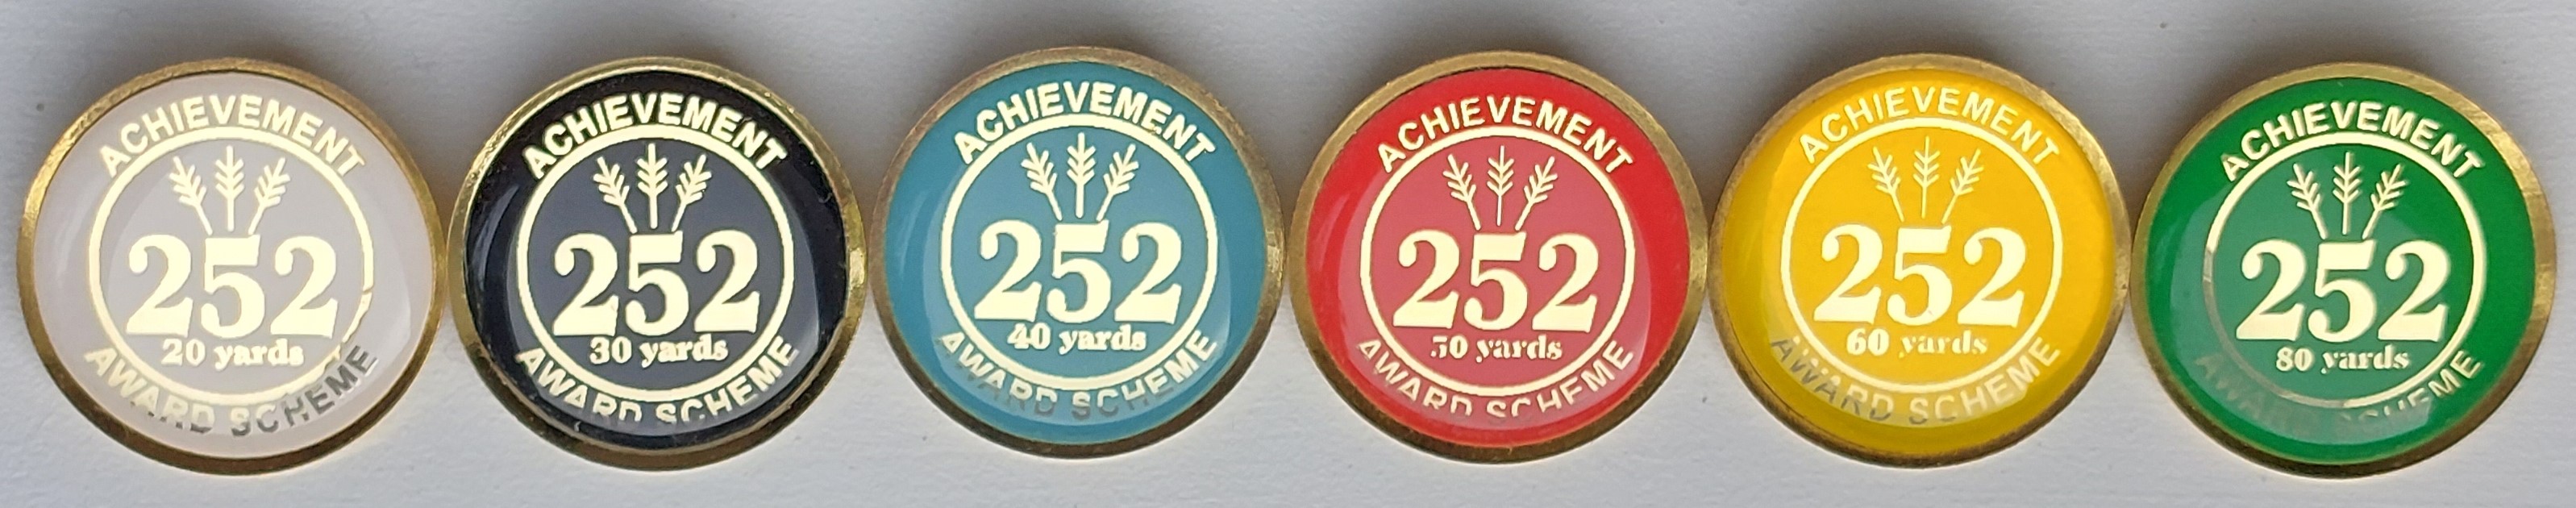 ACHIEVEMENT
252
20 yards
AWARD SCHEME
ACHIEVEMENT
252
30 yards
AWARD SCHEME
ACHIEVEMENT
252
40 yards
AWARD SCHEME
ACHIEVEMENT
252
50 yards
AWARD SCHEME
ACHIEVEMENT
252
60 yards
AWARD SCHEME
ACHIEVEMENT
252
80 yards
AWARD SCHEME